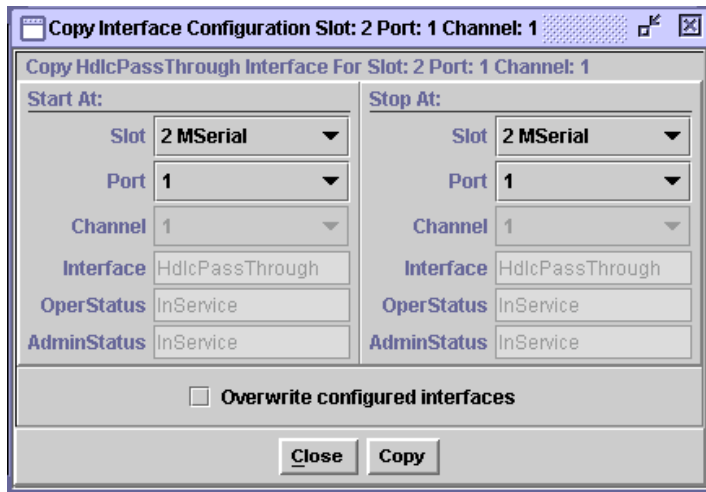 Copy Interface Configuration Slot: 2 Port: 1 Channel: 1
Copy HdlcPassThrough Interface For Slot: 2 Port: 1 Channel: 1
Start At:
Slot 2 MSerial
Port 1
Channel 1
Interface HdlcPassThrough
OperStatus InService
AdminStatus InService
Stop At:
Slot 2 MSerial
Port 1
Channel 1
Interface HdlcPassThrough
OperStatus InService
AdminStatus InService
Overwrite configured interfaces
Close Copy